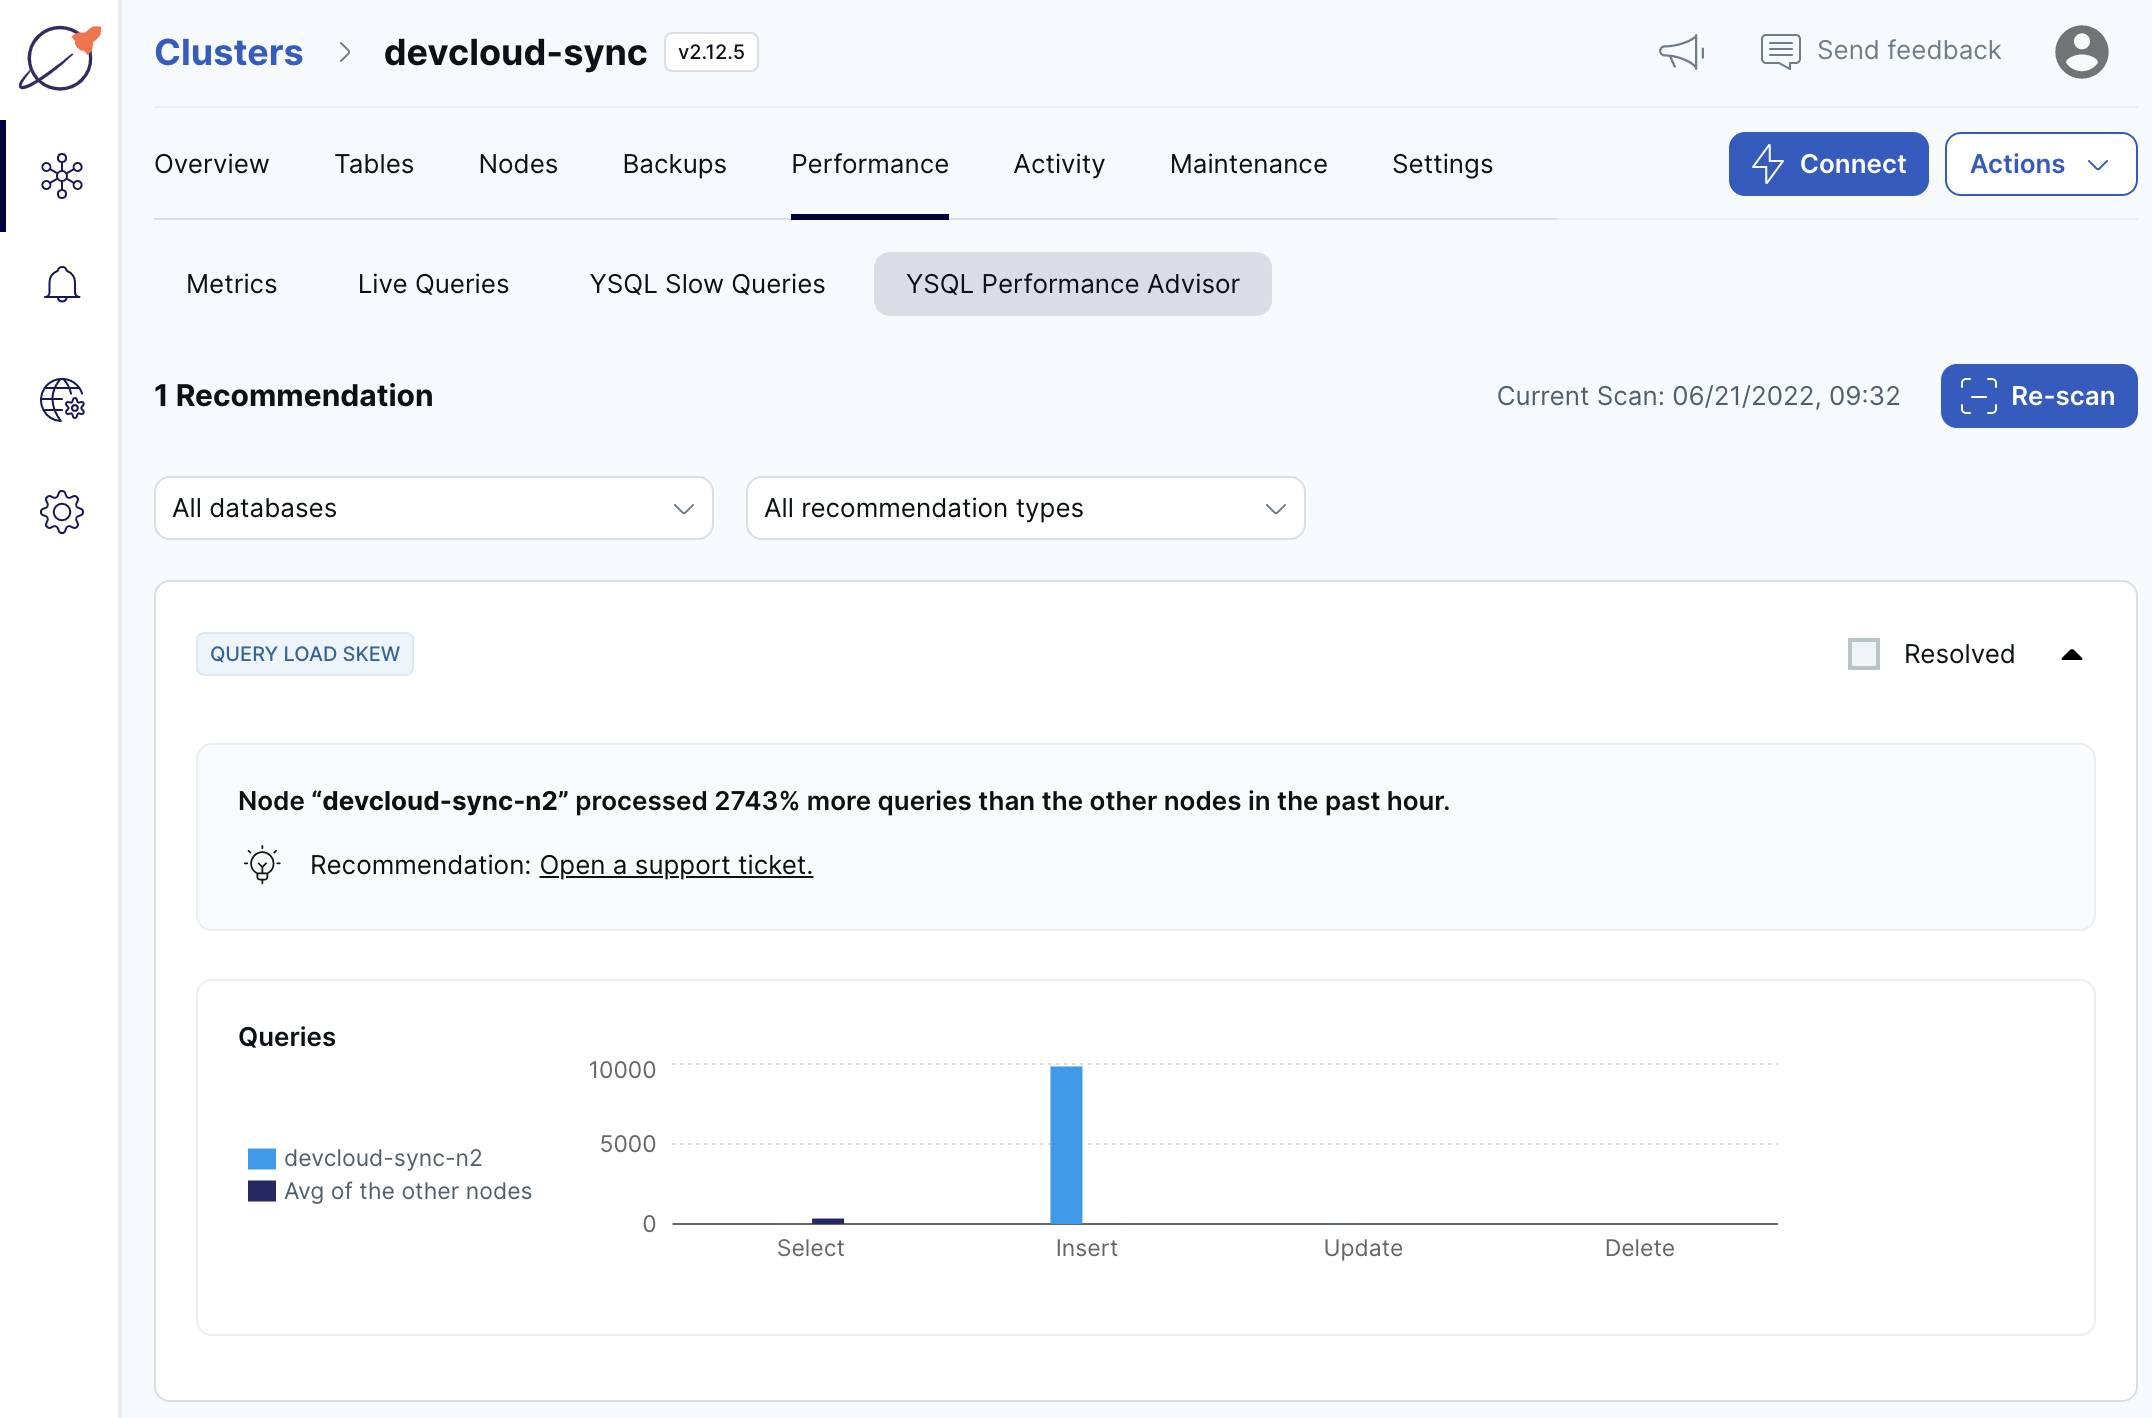 Clusters > devcloud-sync v2.12.5 Send feedback
Overview Tables Nodes Backups Performance Activity Maintenance Settings Connect Actions
Metrics Live Queries YSQL Slow Queries YSQL Performance Advisor
1 Recommendation Current Scan: 06/21/2022, 09:32 Re-scan
All databases All recommendation types
QUERY LOAD SKEW Resolved
Node “devcloud-sync-n2” processed 2743% more queries than the other nodes in the past hour.
Recommendation: Open a support ticket.
Queries
10000
5000
0
devcloud-sync-n2
Avg of the other nodes
Select Insert Update Delete